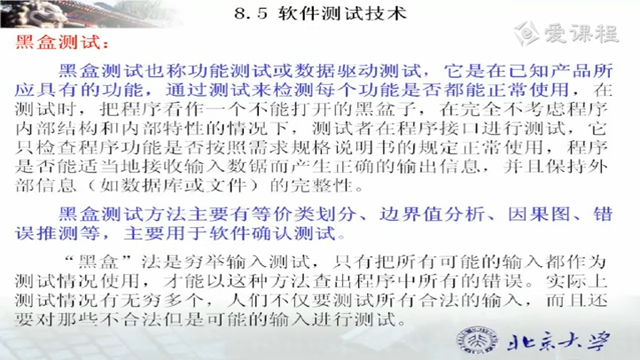 8.5 软件测试技术
爱课程
黑盒测试：
黑盒测试也称功能测试或数据驱动测试，它是在已知产品所
应具有的功能，通过测试来检测每个功能是否都能正常使用，在
测试时，把程序看作一个不能打开的黑盆子，在完全不考虑程序
内部结构和内部特性的情况下，测试者在程序接口进行测试，它
只检查程序功能是否按照需求规格说明书的规定正常使用，程序
是否能适当地接收输入数锯而产生正确的输出信息，并且保持外
部信息（如数据库或文件）的完整性。
黑盒测试方法主要有等价类划分、边界值分析、因果图、错
误推测等，主要用于软件确认测试。
“黑盒”法是穷举输入测试，只有把所有可能的输入都作为
测试情况使用，才能以这种方法查出程序中所有的错误。实际上
测试情况有无穷多个，人们不仅要测试所有合法的输入，而且还
要对那些不合法但是可能的输入进行测试。
北京大学